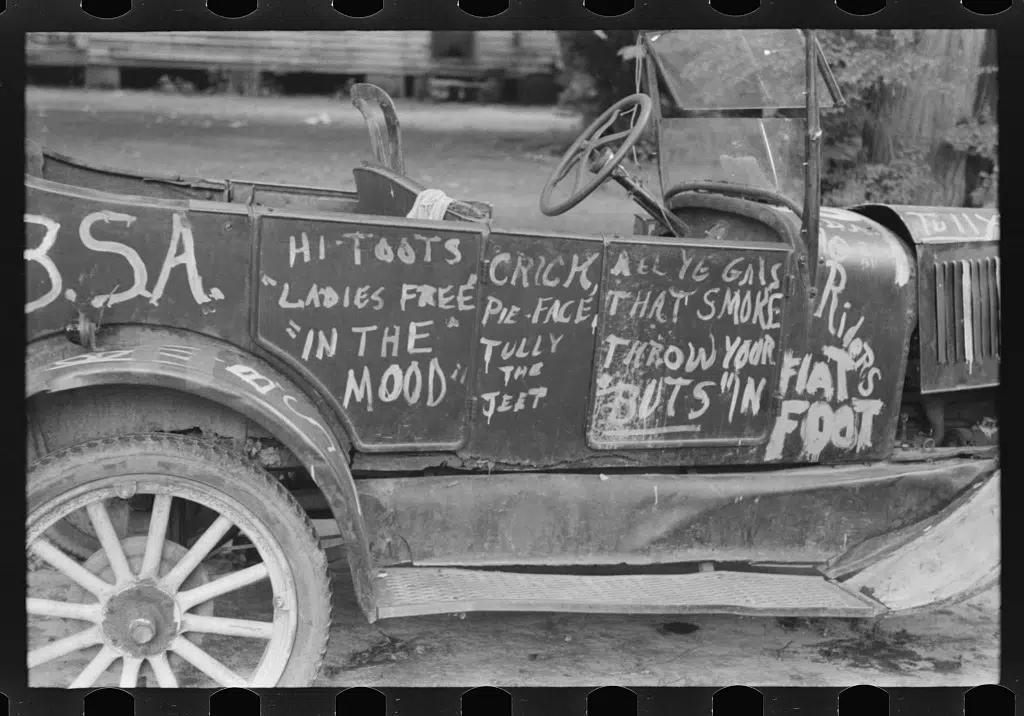 B.S.A.
HI-TOOTS
"LADIES FREE"
"IN THE
MOOD"
CRICK,
PIE-FACE,
TULLY
THE
JEET
ALL YE GALS
THAT SMOKE
THROW YOUR
"BUTS" IN
Riders
FLAT
FOOT
TULLY